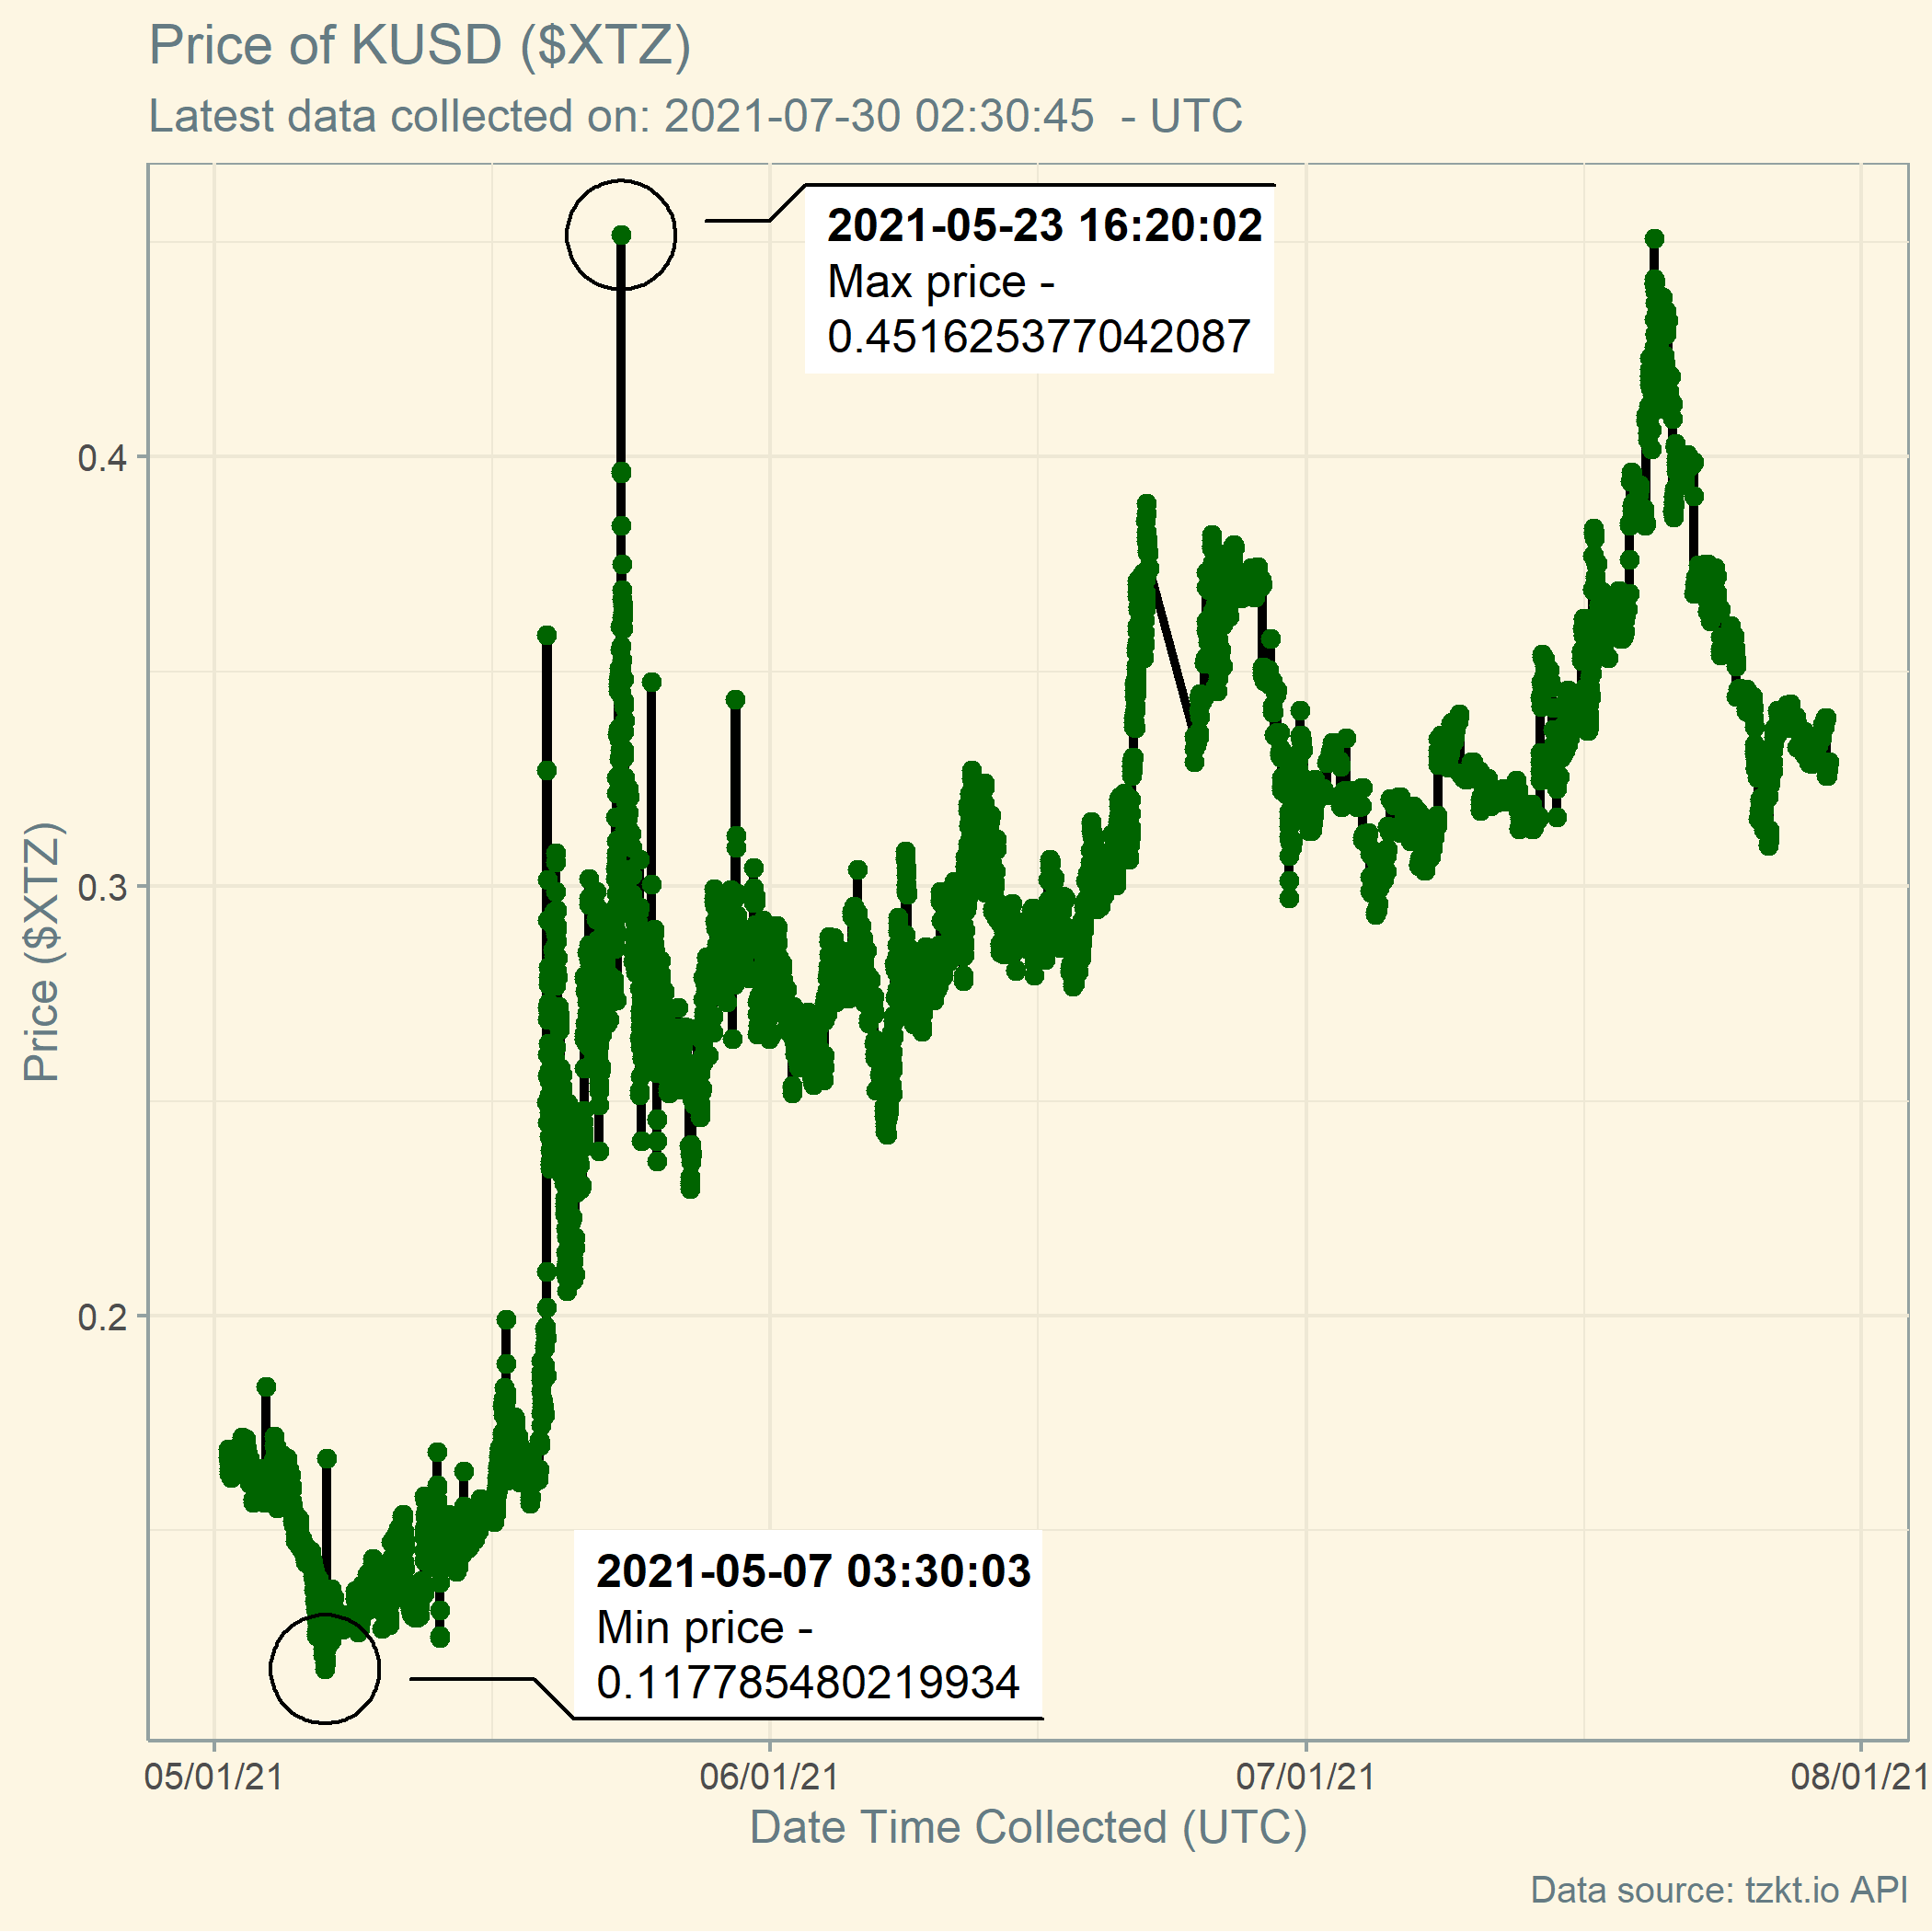 Price of KUSD ($XTZ)
Latest data collected on: 2021-07-30 02:30:45  - UTC
2021-05-23 16:20:02
Max price -
0.451625377042087
0.4
0.3
0.2
Price ($XTZ)
2021-05-07 03:30:03
Min price -
0.117785480219934
05/01/21 06/01/21 07/01/21 08/01/21
Date Time Collected (UTC)
Data source: tzkt.io API